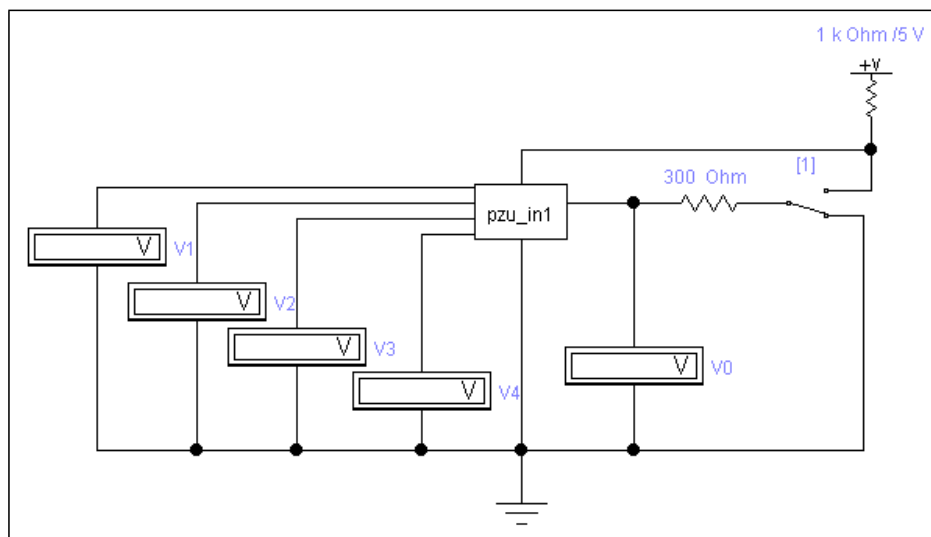 1 k Ohm /5 V
+V
[1]
300 Ohm
pzu_in1
V V1
V V2
V V3
V V0
V V4